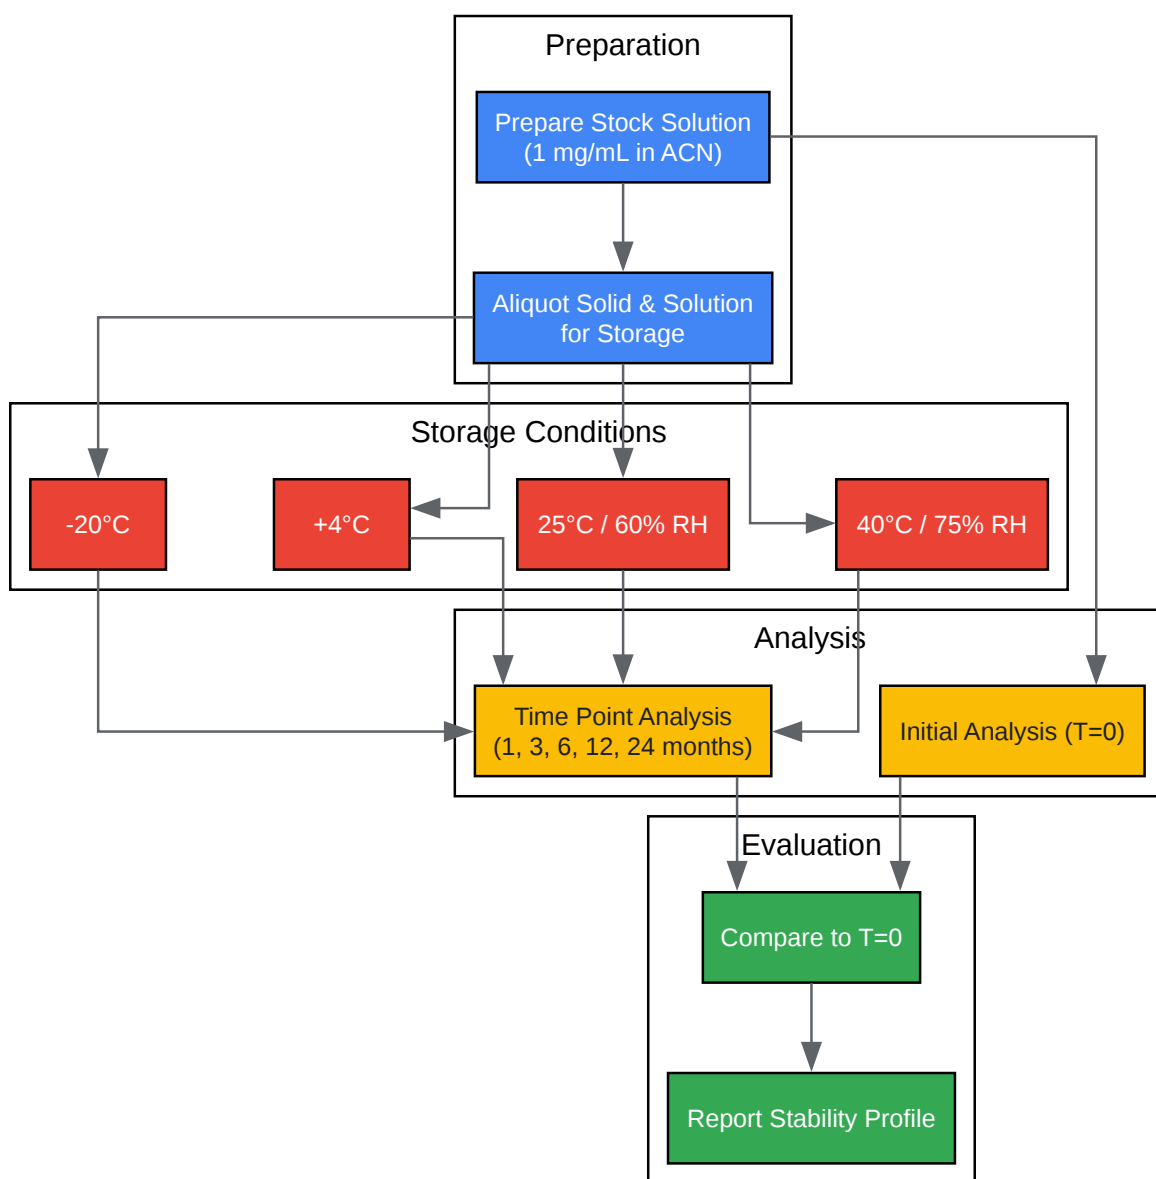 Preparation
Prepare Stock Solution
(1 mg/mL in ACN)
Aliquot Solid & Solution
for Storage
Storage Conditions
-20°C
+4°C
25°C / 60% RH
40°C / 75% RH
Analysis
Time Point Analysis
(1, 3, 6, 12, 24 months)
Initial Analysis (T=0)
Evaluation
Compare to T=0
Report Stability Profile